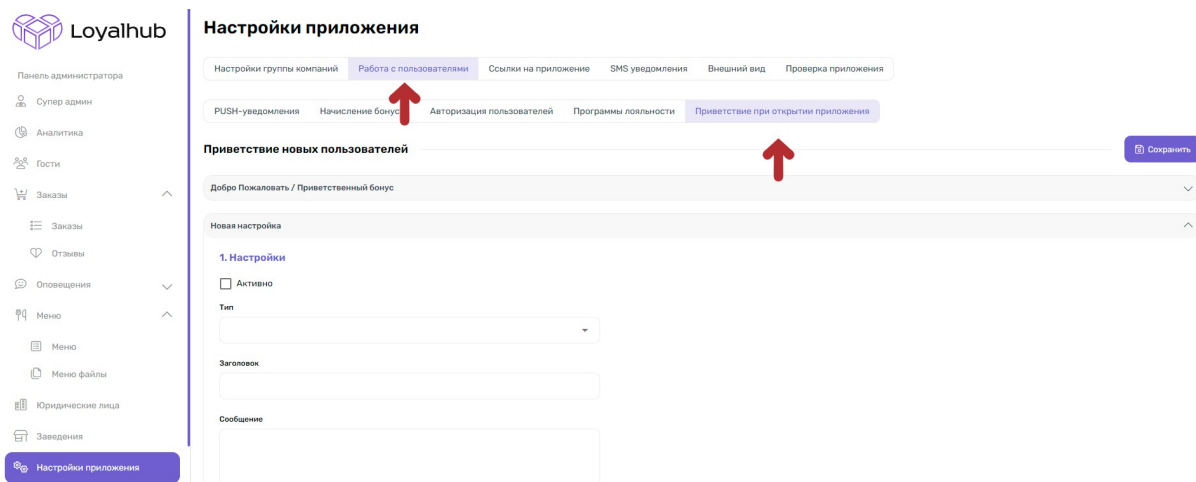 Loyalhub
Панель администратора
Супер админ
Аналитика
Гости
Заказы
Заказы
Отзывы
Оповещения
Меню
Меню
Меню файлы
Юридические лица
Заведения
Настройки приложения
Настройки приложения
Настройки группы компаний Работа с пользователями Ссылки на приложение SMS уведомления Внешний вид Проверка приложения
PUSH-уведомления Начисление бонус Авторизация пользователей Программы лояльности Приветствие при открытии приложения
Приветствие новых пользователей Сохранить
Добро Пожаловать / Приветственный бонус
Новая настройка
1. Настройки
Активно
Тип
Заголовок
Сообщение